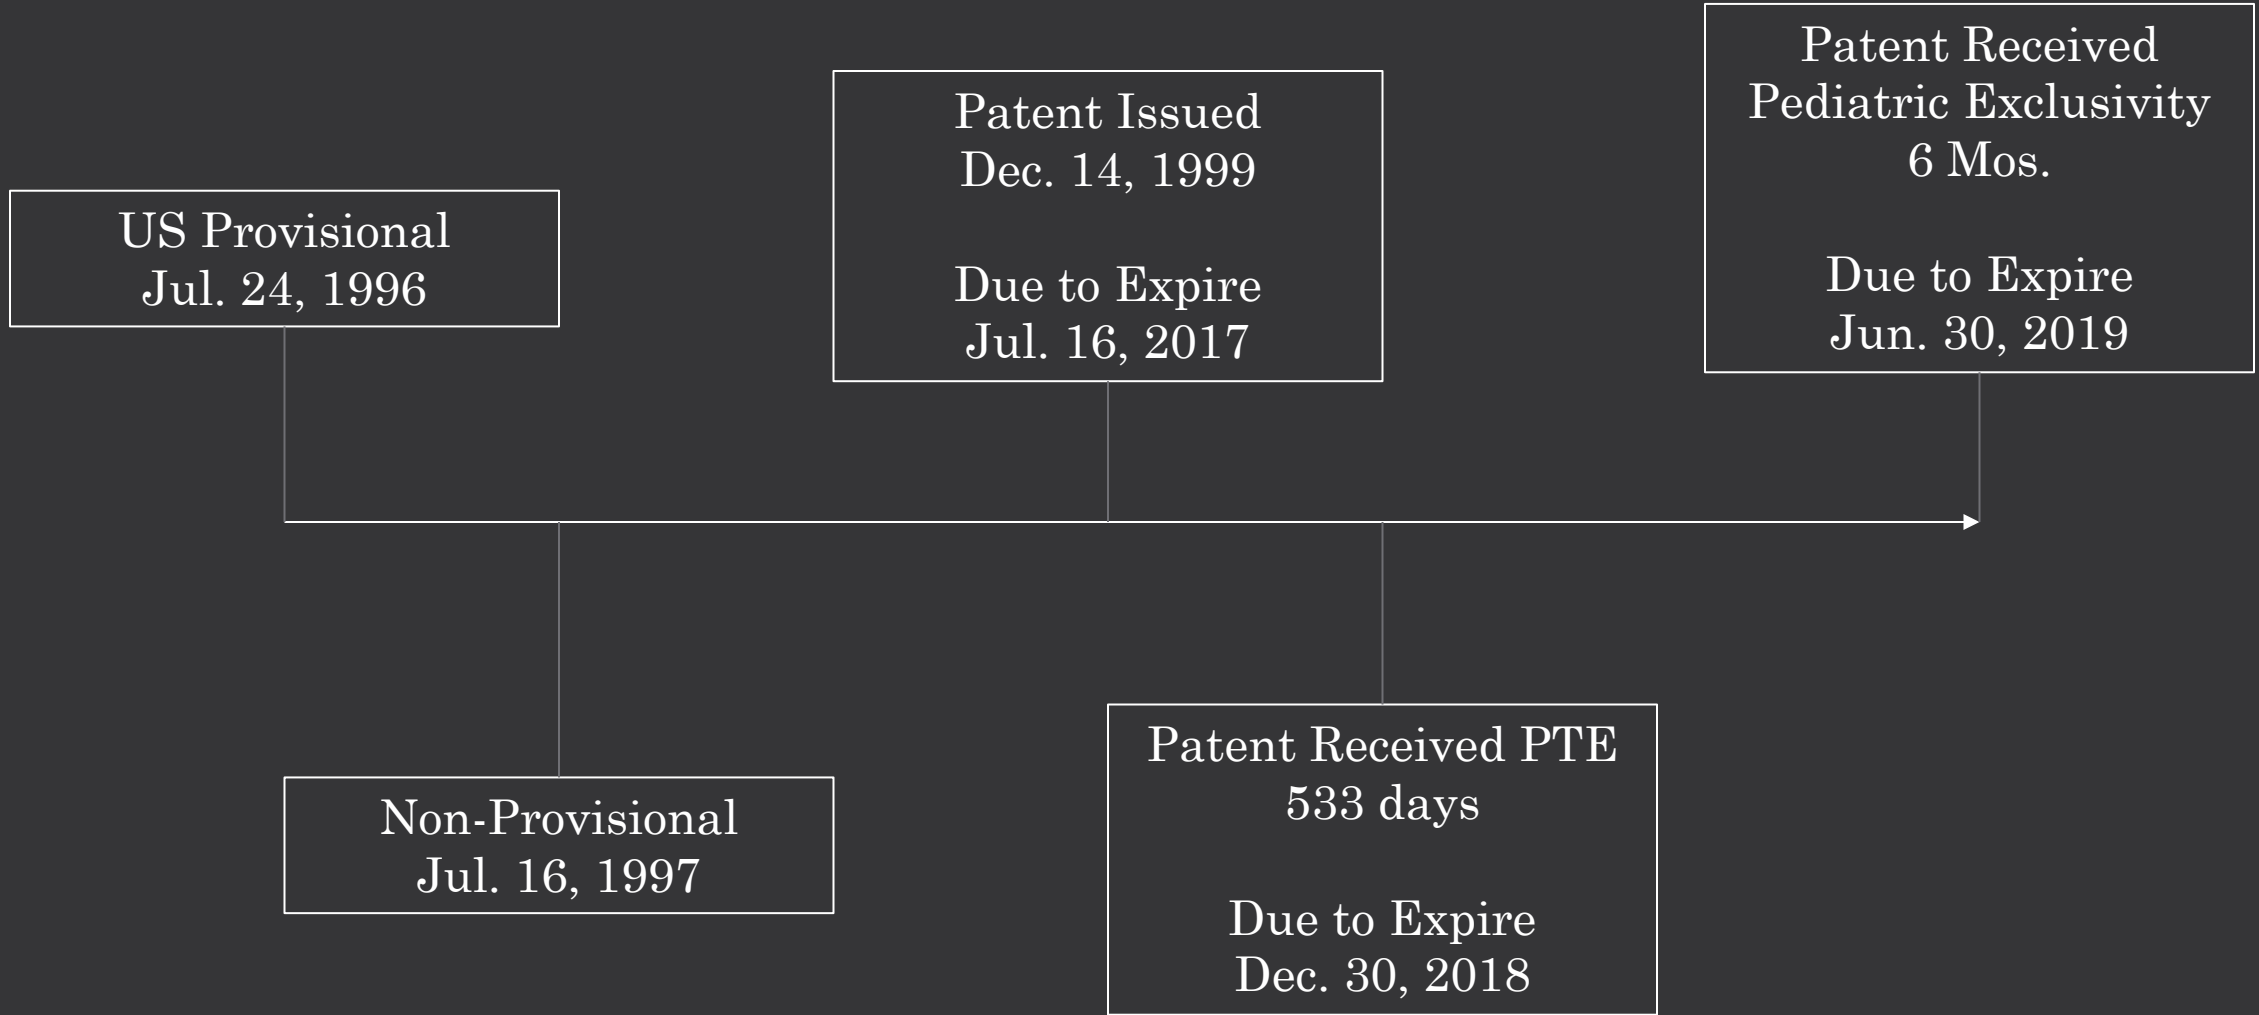 US Provisional
Jul. 24, 1996
Non-Provisional
Jul. 16, 1997
Patent Issued
Dec. 14, 1999
Due to Expire
Jul. 16, 2017
Patent Received PTE
533 days
Due to Expire
Dec. 30, 2018
Patent Received
Pediatric Exclusivity
6 Mos.
Due to Expire
Jun. 30, 2019